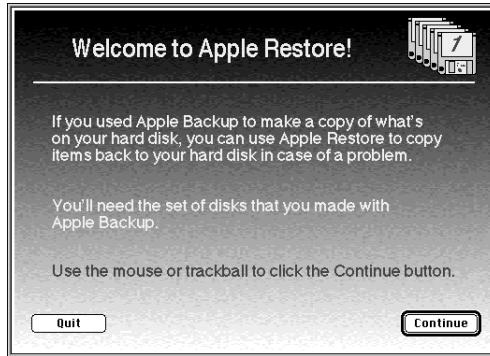 Welcome to Apple Restore!
1
If you used Apple Backup to make a copy of what's
on your hard disk, you can use Apple Restore to copy
items back to your hard disk in case of a problem.
You'll need the set of disks that you made with
Apple Backup.
Use the mouse or trackball to click the Continue button.
Quit
Continue